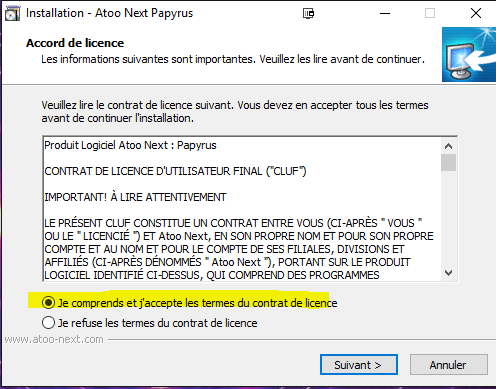 Installation - Atoo Next Papyrus
Accord de licence
Les informations suivantes sont importantes. Veuillez les lire avant de continuer.
Veuillez lire le contrat de licence suivant. Vous devez en accepter tous les termes
avant de continuer l'installation.
Produit Logiciel Atoo Next : Papyrus
CONTRAT DE LICENCE D'UTILISATEUR FINAL ("CLUF")
IMPORTANT! À LIRE ATTENTIVEMENT
LE PRÉSENT CLUF CONSTITUE UN CONTRAT ENTRE VOUS (CI-APRÈS " VOUS "
OU LE " LICENCIÉ ") ET Atoo Next, EN SON PROPRE NOM ET POUR SON PROPRE
COMPTE ET AU NOM ET POUR LE COMPTE DE SES FILIALES, DIVISIONS ET
AFFILIÉS (CI-APRÈS DÉNOMMÉS " Atoo Next "), PORTANT SUR LE PRODUIT
LOGICIEL IDENTIFIÉ CI-DESSUS, QUI COMPREND DES PROGRAMMES
Je comprends et j'accepte les termes du contrat de licence
Je refuse les termes du contrat de licence
www.atoo-next.com
Suivant >
Annuler